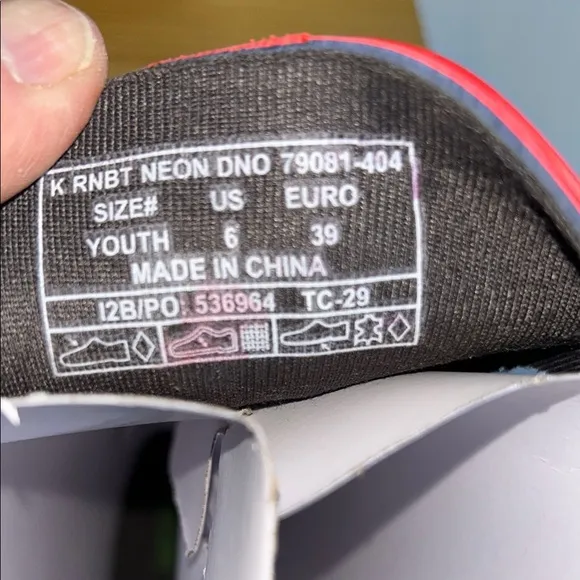 K RNBT NEON DNO 79081-404
SIZE# US EURO
YOUTH 6 39
MADE IN CHINA
I2B/PO: 536964 TC-29